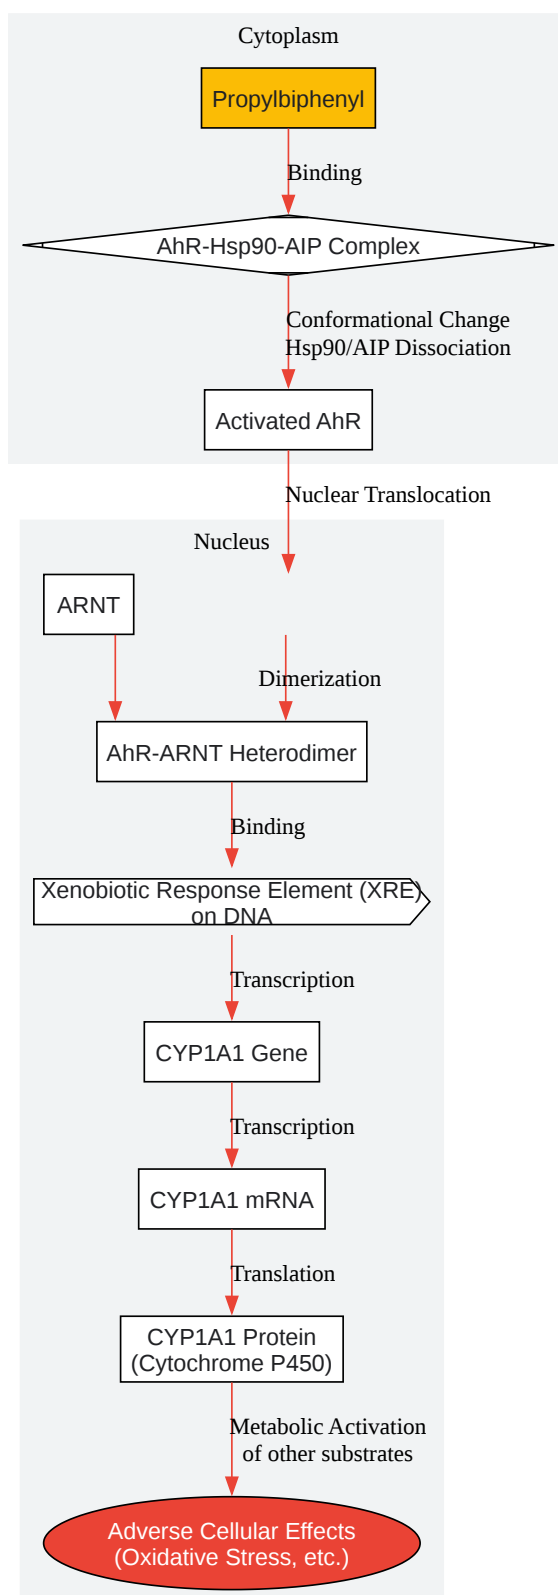 Cytoplasm
Propylbiphenyl
Binding
AhR-Hsp90-AIP Complex
Conformational Change
Hsp90/AIP Dissociation
Activated AhR
Nuclear Translocation
Nucleus
ARNT
Dimerization
AhR-ARNT Heterodimer
Binding
Xenobiotic Response Element (XRE)
on DNA
Transcription
CYP1A1 Gene
Transcription
CYP1A1 mRNA
Translation
CYP1A1 Protein
(Cytochrome P450)
Metabolic Activation
of other substrates
Adverse Cellular Effects
(Oxidative Stress, etc.)